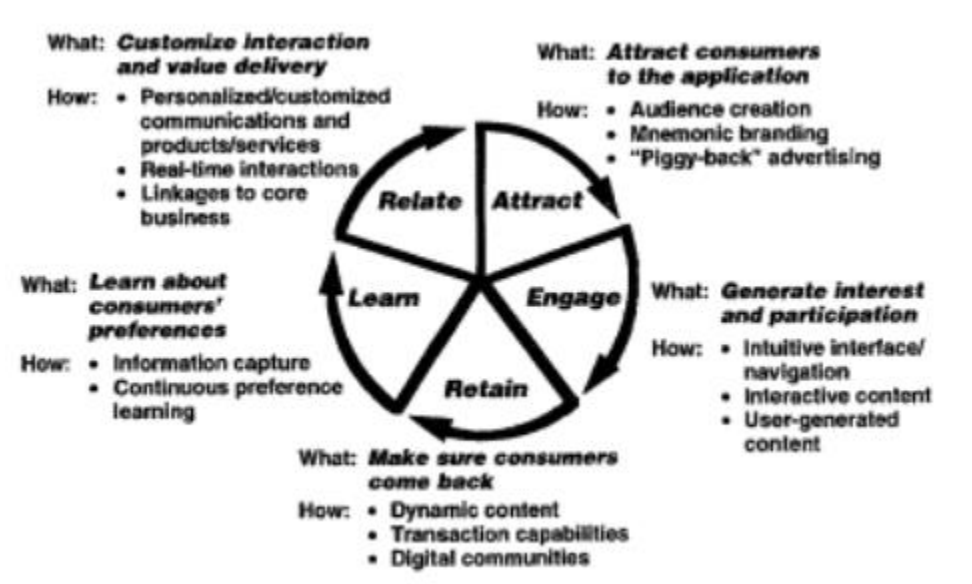 What: Customize interaction
and value delivery
How: • Personalized/customized
communications and
products/services
• Real-time interactions
• Linkages to core
business
What: Attract consumers
to the application
How: • Audience creation
• Mnemonic branding
• "Piggy-back" advertising
Relate
Attract
Learn
Engage
Retain
What: Learn about
consumers'
preferences
How: • Information capture
• Continuous preference
learning
What: Generate interest
and participation
How: • Intuitive interface/
navigation
• Interactive content
• User-generated
content
What: Make sure consumers
come back
How: • Dynamic content
• Transaction capabilities
• Digital communities